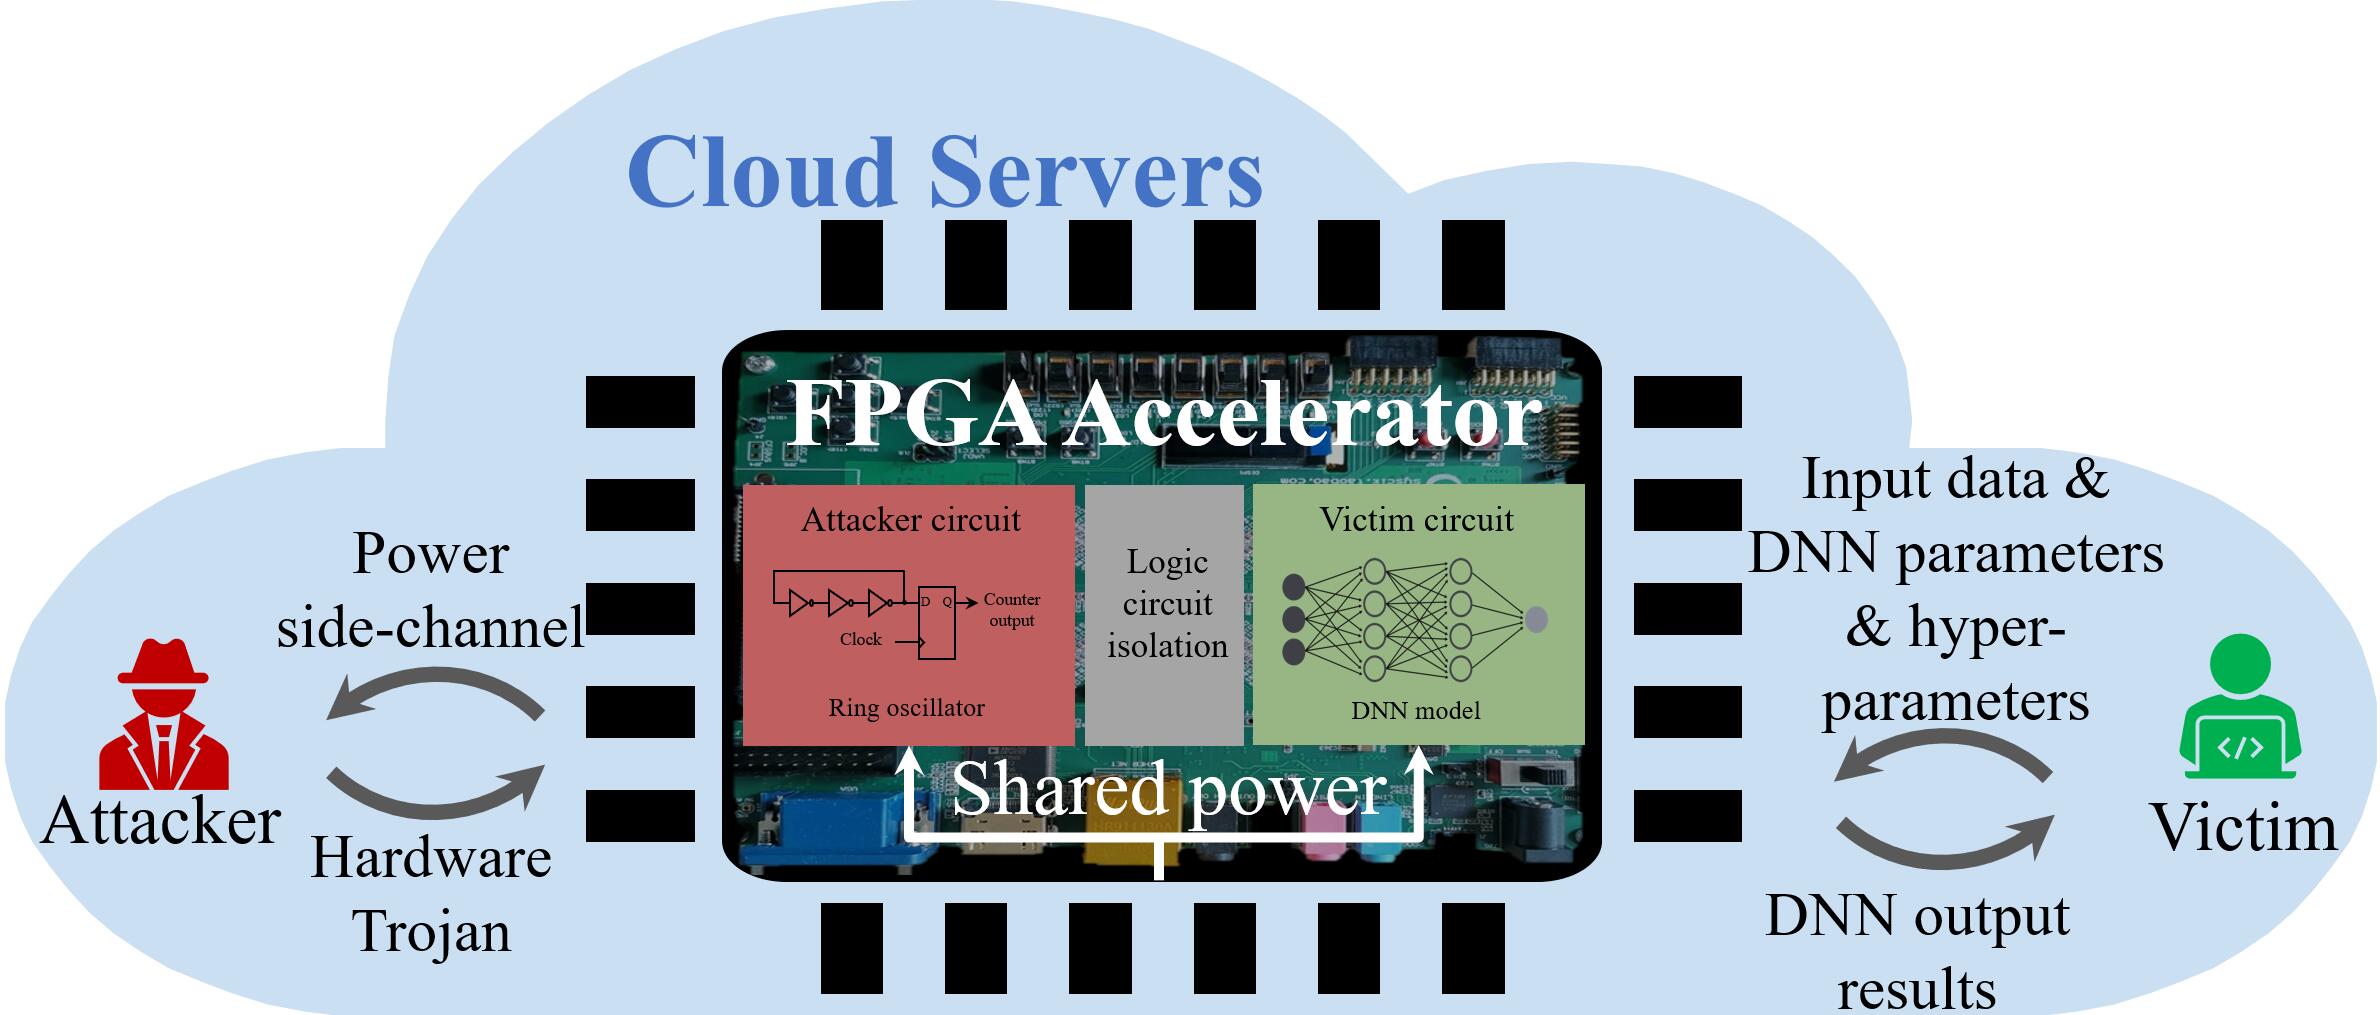 Cloud Servers
FPGA Accelerator
Attacker circuit
D Q
Counter
output
Clock
Ring oscillator
Logic
circuit
isolation
Victim circuit
DNN model
Shared power
Power
side-channel
Attacker
Hardware
Trojan
Input data &
DNN parameters
& hyper-
parameters
</>
Victim
DNN output
results